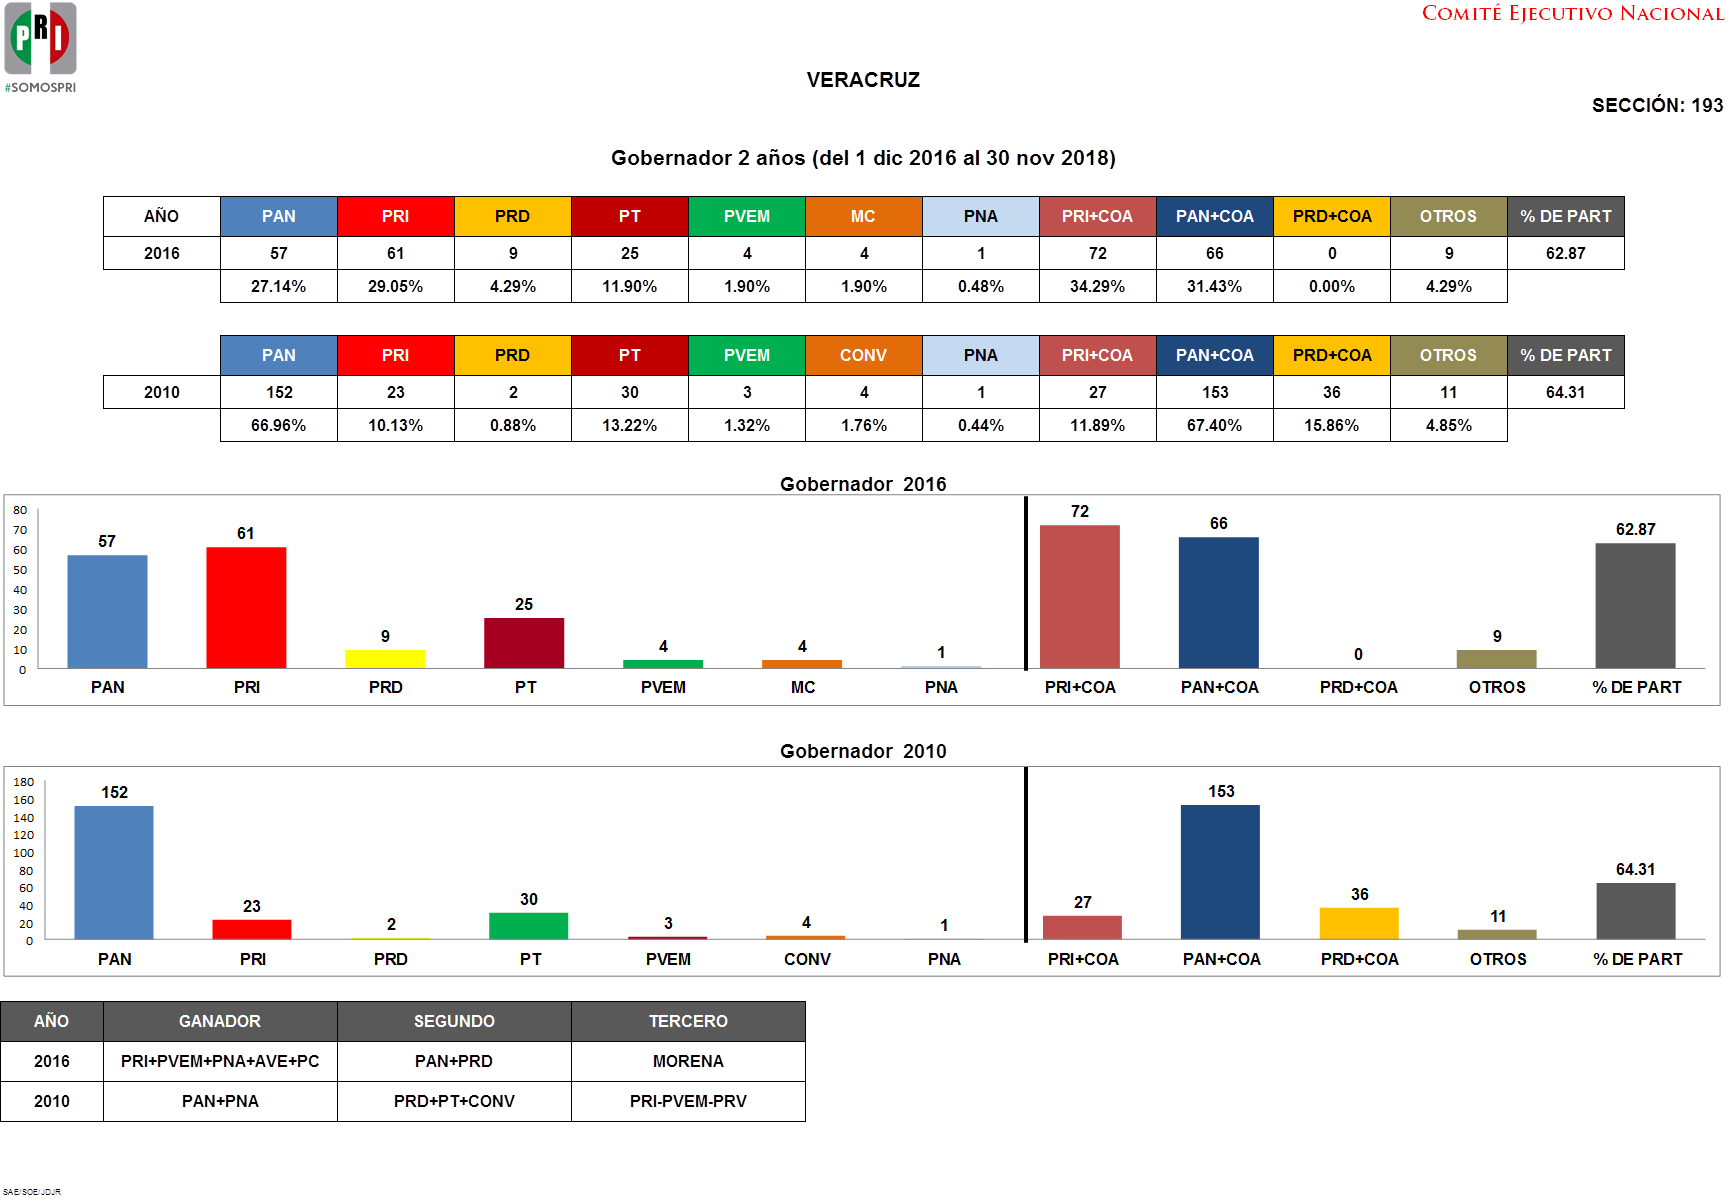 PRI
#SOMOSPRI
COMITÉ EJECUTIVO NACIONAL
VERACRUZ
SECCIÓN: 193
Gobernador 2 años (del 1 dic 2016 al 30 nov 2018)
AÑO PAN PRI PRD PT PVEM MC PNA PRI+COA PAN+COA PRD+COA OTROS % DE PART
2016 57 61 9 25 4 4 1 72 66 0 9 62.87
27.14% 29.05% 4.29% 11.90% 1.90% 1.90% 0.48% 34.29% 31.43% 0.00% 4.29%
PAN PRI PRD PT PVEM CONV PNA PRI+COA PAN+COA PRD+COA OTROS % DE PART
2010 152 23 2 30 3 4 1 27 153 36 11 64.31
66.96% 10.13% 0.88% 13.22% 1.32% 1.76% 0.44% 11.89% 67.40% 15.86% 4.85%
Gobernador 2016
80
70
60
50
40
30
20
10
0
57 61 9 25 4 4 1 72 66 0 9 62.87
PAN PRI PRD PT PVEM MC PNA PRI+COA PAN+COA PRD+COA OTROS % DE PART
Gobernador 2010
180
160
140
120
100
80
60
40
20
0
152 23 2 30 3 4 1 27 153 36 11 64.31
PAN PRI PRD PT PVEM CONV PNA PRI+COA PAN+COA PRD+COA OTROS % DE PART
AÑO GANADOR SEGUNDO TERCERO
2016 PRI+PVEM+PNA+AVE+PC PAN+PRD MORENA
2010 PAN+PNA PRD+PT+CONV PRI-PVEM-PRV
SAE/SOE/JDJR